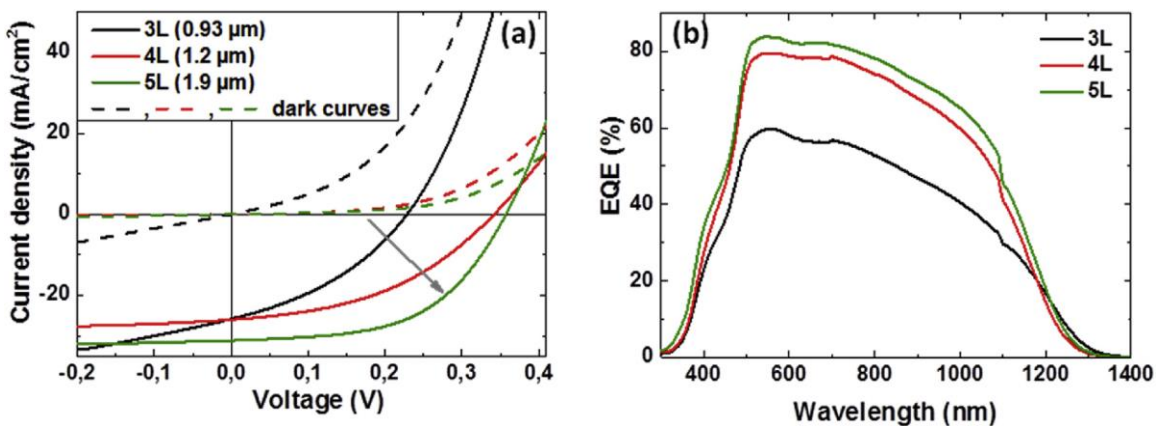 (a)
3L (0.93 µm)
4L (1.2 µm)
5L (1.9 µm)
, , dark curves
Current density (mA/cm²)
40
20
0
-20
-0,2 -0,1 0,0 0,1 0,2 0,3 0,4
Voltage (V)
(b)
3L
4L
5L
EQE (%)
80
60
40
20
0
400 600 800 1000 1200 1400
Wavelength (nm)